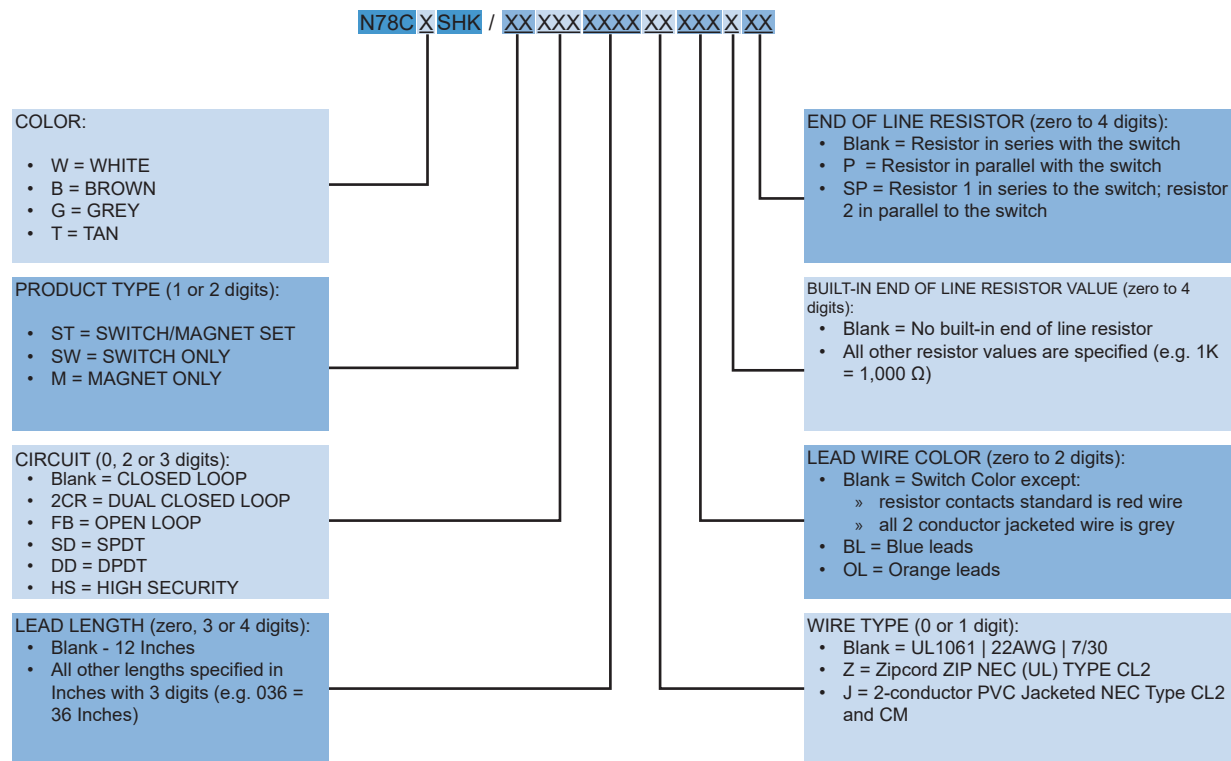 N78C X SHK / XX XXX XXXX XX XXX X XX
COLOR:
• W = WHITE
• B = BROWN
• G = GREY
• T = TAN
PRODUCT TYPE (1 or 2 digits):
• ST = SWITCH/MAGNET SET
• SW = SWITCH ONLY
• M = MAGNET ONLY
CIRCUIT (0, 2 or 3 digits):
• Blank = CLOSED LOOP
• 2CR = DUAL CLOSED LOOP
• FB = OPEN LOOP
• SD = SPDT
• DD = DPDT
• HS = HIGH SECURITY
LEAD LENGTH (zero, 3 or 4 digits):
• Blank - 12 Inches
• All other lengths specified in
Inches with 3 digits (e.g. 036 =
36 Inches)
END OF LINE RESISTOR (zero to 4 digits):
• Blank = Resistor in series with the switch
• P = Resistor in parallel with the switch
• SP = Resistor 1 in series to the switch; resistor
2 in parallel to the switch
BUILT-IN END OF LINE RESISTOR VALUE (zero to 4
digits):
• Blank = No built-in end of line resistor
• All other resistor values are specified (e.g. 1K
= 1,000 Ω)
LEAD WIRE COLOR (zero to 2 digits):
• Blank = Switch Color except:
» resistor contacts standard is red wire
» all 2 conductor jacketed wire is grey
• BL = Blue leads
• OL = Orange leads
WIRE TYPE (0 or 1 digit):
• Blank = UL1061 | 22AWG | 7/30
• Z = Zipcord ZIP NEC (UL) TYPE CL2
• J = 2-conductor PVC Jacketed NEC Type CL2
and CM